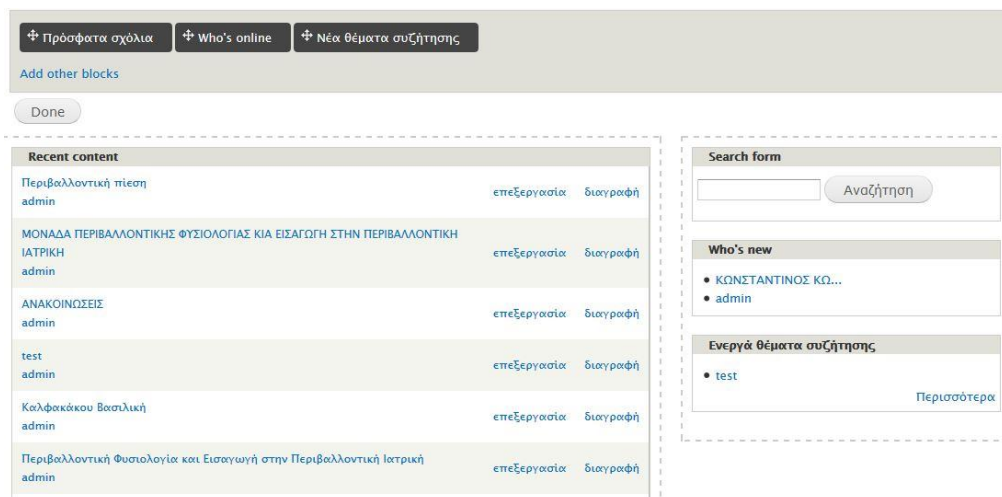 Πρόσφατα σχόλια Who's online Νέα θέματα συζήτησης
Add other blocks
Done
Recent content
Περιβαλλοντική πίεση
admin
επεξεργασία διαγραφή
ΜΟΝΑΔΑ ΠΕΡΙΒΑΛΛΟΝΤΙΚΗΣ ΦΥΣΙΟΛΟΓΙΑΣ ΚΙΑ ΕΙΣΑΓΩΓΗ ΣΤΗΝ ΠΕΡΙΒΑΛΛΟΝΤΙΚΗ
ΙΑΤΡΙΚΗ
admin
επεξεργασία διαγραφή
ΑΝΑΚΟΙΝΩΣΕΙΣ
admin
επεξεργασία διαγραφή
test
admin
επεξεργασία διαγραφή
Καλφακάκου Βασιλική
admin
επεξεργασία διαγραφή
Περιβαλλοντική Φυσιολογία και Εισαγωγή στην Περιβαλλοντική Ιατρική
admin
επεξεργασία διαγραφή
Search form
Αναζήτηση
Who's new
ΚΩΝΣΤΑΝΤΙΝΟΣ ΚΩ...
admin
Ενεργά θέματα συζήτησης
test
Περισσότερα